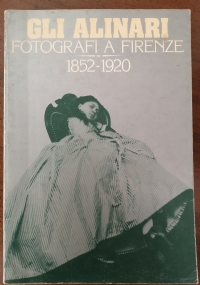 GLI ALINARI
FOTOGRAFI A FIRENZE
1852-1920